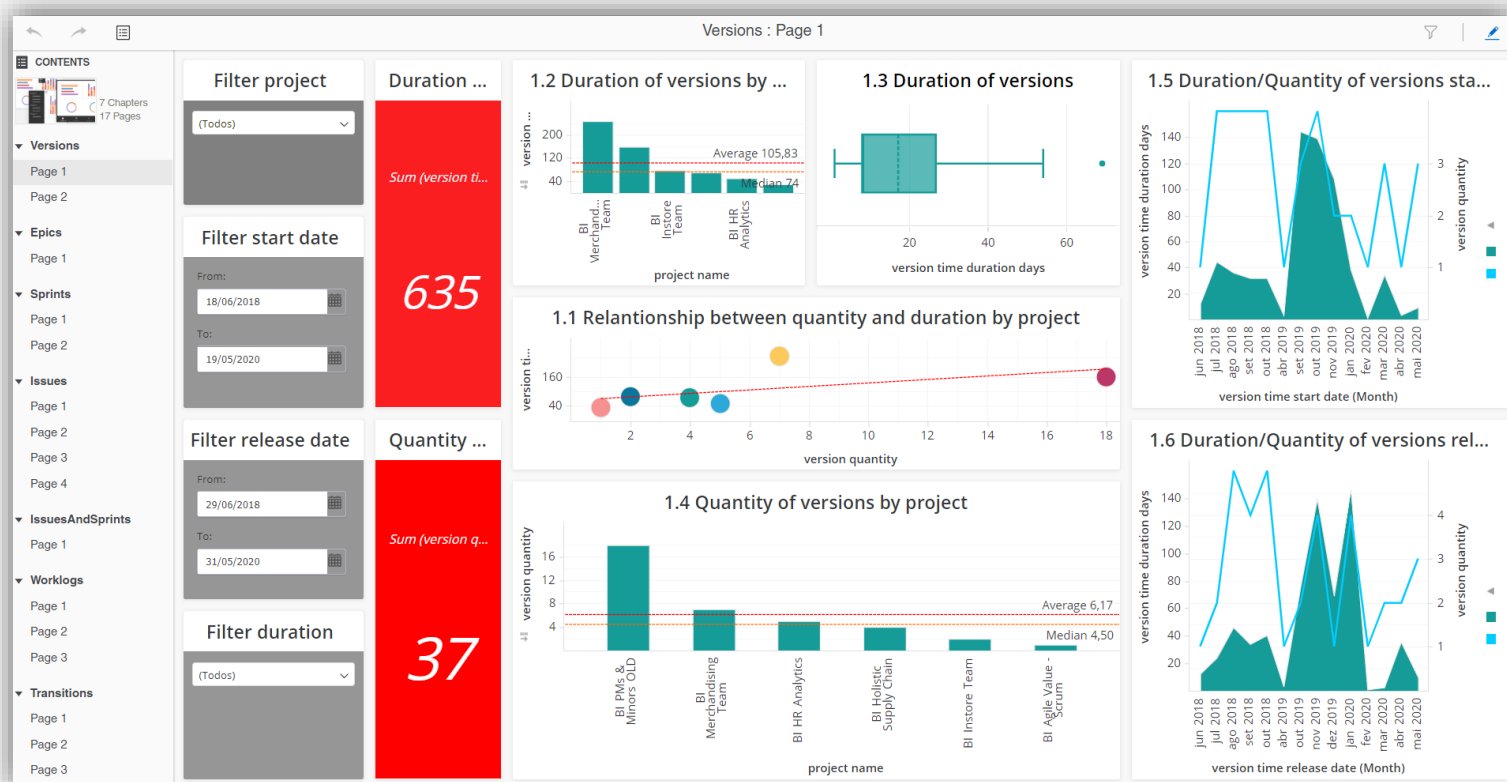 Versions : Page 1
CONTENTS
7 Chapters
17 Pages
Versions
Page 1
Page 2
Epics
Page 1
Sprints
Page 1
Page 2
Issues
Page 1
Page 2
Page 3
Page 4
IssuesAndSprints
Page 1
Worklogs
Page 1
Page 2
Page 3
Transitions
Page 1
Page 2
Page 3
Filter project
(Todos)
Filter start date
From:
18/06/2018
To:
19/05/2020
Filter release date
From:
29/06/2018
To:
31/05/2020
Filter duration
(Todos)
Duration ...
Sum (version ti...
635
Quantity ...
Sum (version q...
37
1.2 Duration of versions by ...
version ...
200
120
40
Average 105,83
Median 74
BI
Merchand...
Team
BI
Instore
Team
BI HR
Analytics
project name
1.3 Duration of versions
20
40
60
version time duration days
1.1 Relantionship between quantity and duration by project
version ti...
160
40
2
4
6
8
10
12
14
16
18
version quantity
1.4 Quantity of versions by project
version quantity
16
12
8
4
Average 6,17
Median 4,50
BI PMs &
Minors OLD
BI
Merchandising
Team
BI HR Analytics
BI Holistic
Supply Chain
BI Instore Team
BI Agile Value -
Scrum
project name
1.5 Duration/Quantity of versions sta...
version time duration days
140
120
100
80
60
40
20
3
2
1
version quantity
jun 2018
jul 2018
ago 2018
set 2018
out 2018
abr 2019
set 2019
out 2019
nov 2019
jan 2020
fev 2020
mar 2020
abr 2020
mai 2020
version time start date (Month)
1.6 Duration/Quantity of versions rel...
version time duration days
140
120
100
80
60
40
20
4
3
2
1
version quantity
jun 2018
jul 2018
ago 2018
set 2018
out 2018
abr 2019
out 2019
nov 2019
dez 2019
jan 2020
fev 2020
mar 2020
abr 2020
mai 2020
version time release date (Month)